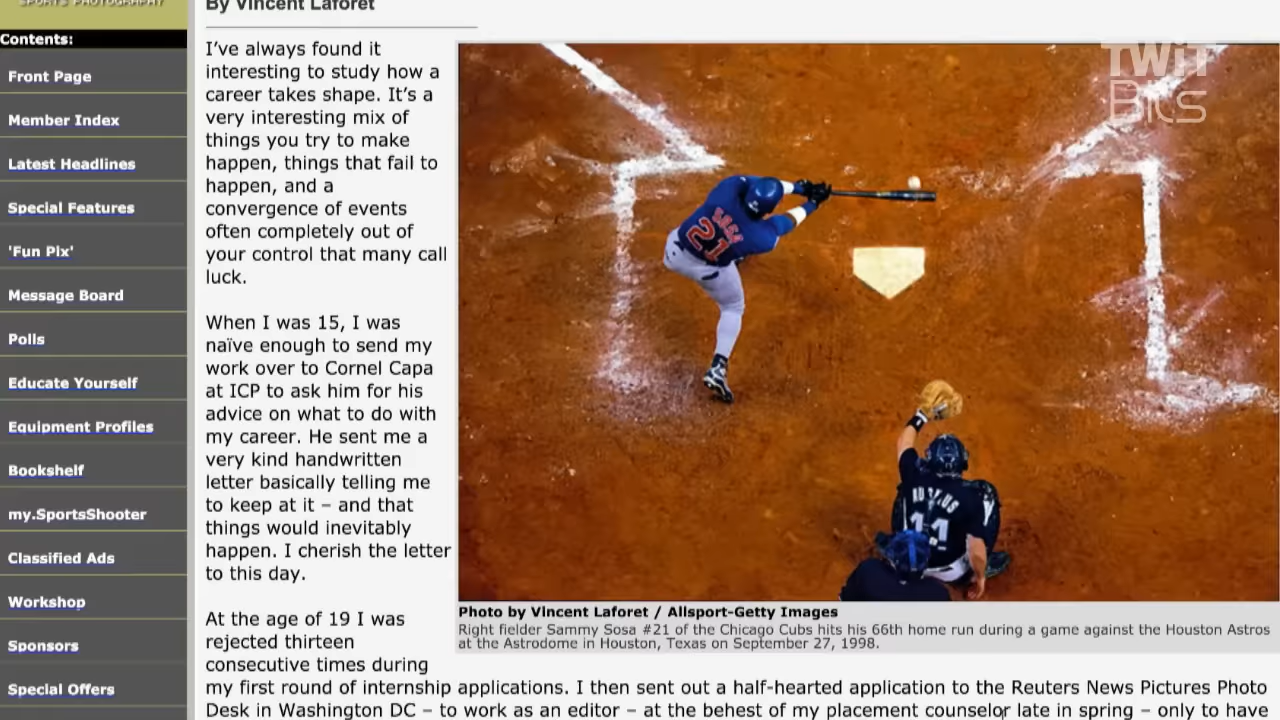 SPORTS PHOTOGRAPHY
By Vincent Laforet
Contents:
Front Page
Member Index
Latest Headlines
Special Features
'Fun Pix'
Message Board
Polls
Educate Yourself
Equipment Profiles
Bookshelf
my.SportsShooter
Classified Ads
Workshop
Sponsors
Special Offers
I've always found it
interesting to study how a
career takes shape. It's a
very interesting mix of
things you try to make
happen, things that fail to
happen, and a
convergence of events
often completely out of
your control that many call
luck.
When I was 15, I was
naïve enough to send my
work over to Cornel Capa
at ICP to ask him for his
advice on what to do with
my career. He sent me a
very kind handwritten
letter basically telling me
to keep at it – and that
things would inevitably
happen. I cherish the letter
to this day.
At the age of 19 I was
rejected thirteen
consecutive times during
my first round of internship applications. I then sent out a half-hearted application to the Reuters News Pictures Photo
Desk in Washington DC – to work as an editor – at the behest of my placement counselor late in spring – only to have
TWiT
Bits
SOSA
21
11
Photo by Vincent Laforet / Allsport-Getty Images
Right fielder Sammy Sosa #21 of the Chicago Cubs hits his 66th home run during a game against the Houston Astros
at the Astrodome in Houston, Texas on September 27, 1998.